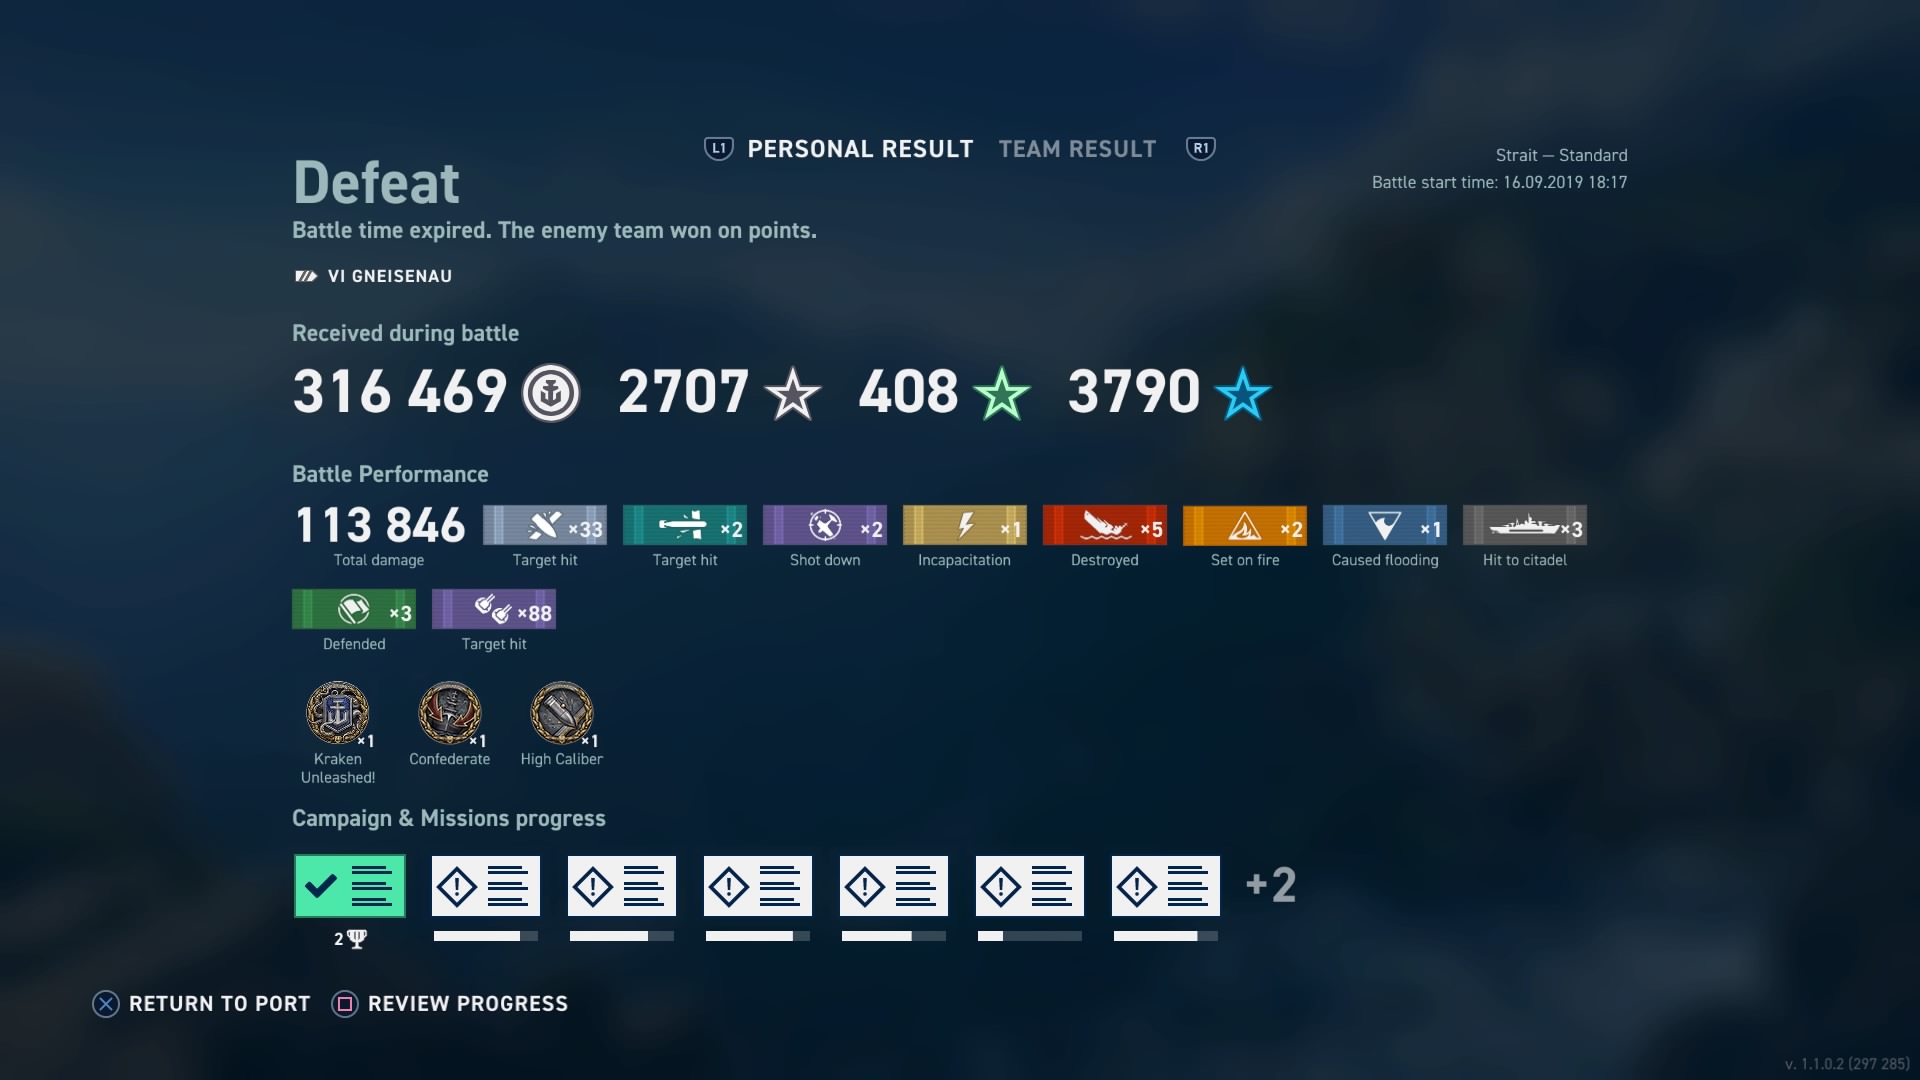 L1 PERSONAL RESULT TEAM RESULT R1
Defeat
Strait — Standard
Battle start time: 16.09.2019 18:17
Battle time expired. The enemy team won on points.
VI GNEISENAU
Received during battle
316 469 2707 408 3790
Battle Performance
113 846 ×33 ×2 ×2 ×1 ×5 ×2 ×1 ×3
Total damage Target hit Target hit Shot down Incapacitation Destroyed Set on fire Caused flooding Hit to citadel
×3 ×88
Defended Target hit
×1 ×1 ×1
Kraken Unleashed! Confederate High Caliber
Campaign & Missions progress
+2
2
RETURN TO PORT REVIEW PROGRESS
v. 1.1.0.2 (297 285)